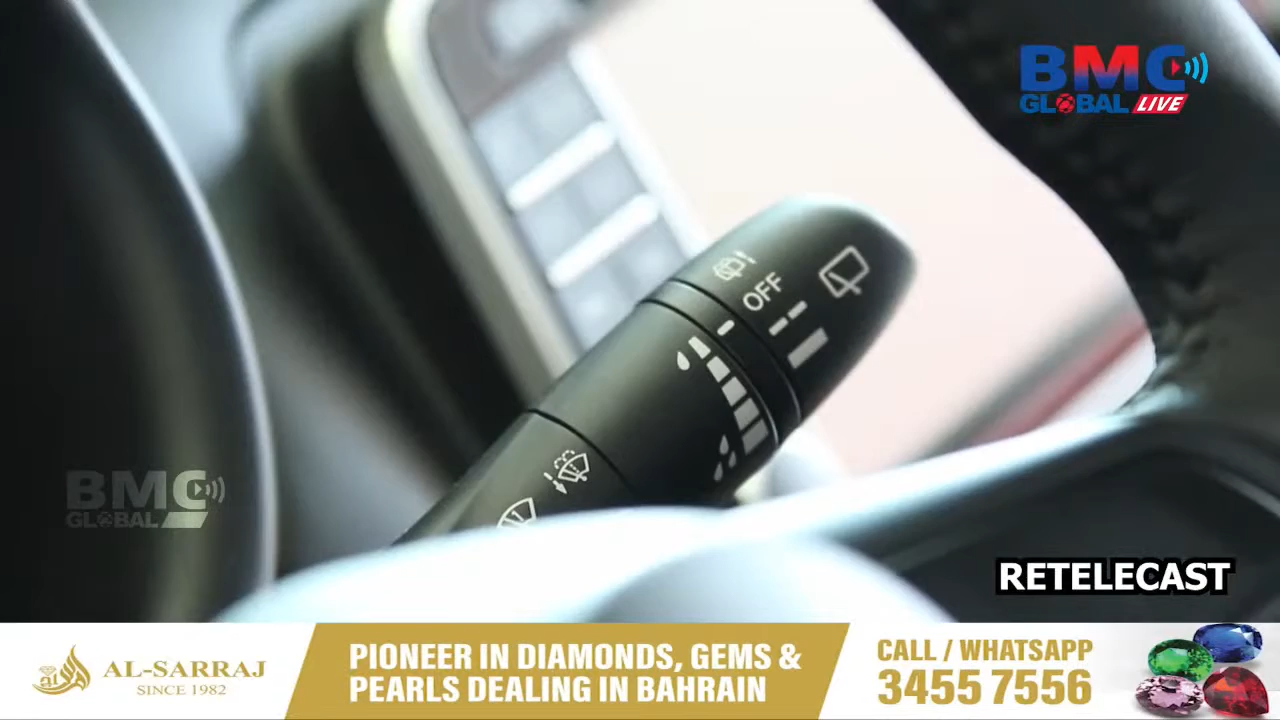 BMC
GLOBAL LIVE
OFF
BMC
GLOBAL
RETELECAST
AL-SARRAJ
SINCE 1982
PIONEER IN DIAMONDS, GEMS &
PEARLS DEALING IN BAHRAIN
CALL / WHATSAPP
3455 7556